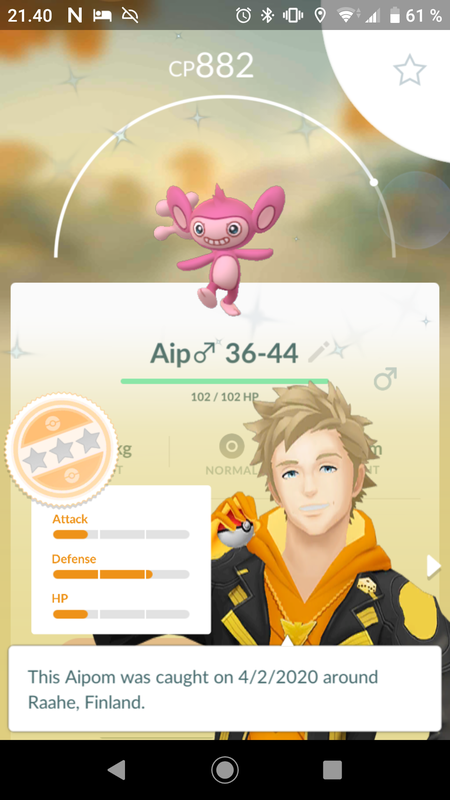 21.40 N 61 %
CP882
Aip♂ 36-44
102 / 102 HP
kg
NORMAL
Attack
Defense
HP
This Aipom was caught on 4/2/2020 around
Raahe, Finland.